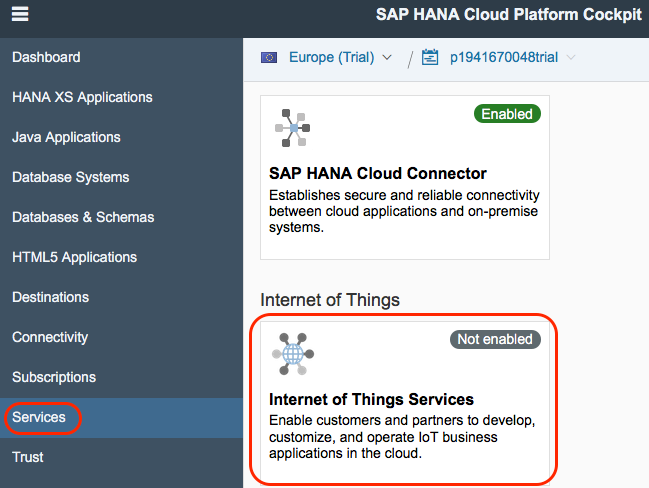 SAP HANA Cloud Platform Cockpit
Dashboard
HANA XS Applications
Java Applications
Database Systems
Databases & Schemas
HTML5 Applications
Destinations
Connectivity
Subscriptions
Services
Trust
Europe (Trial) / p1941670048trial
Enabled
SAP HANA Cloud Connector
Establishes secure and reliable connectivity
between cloud applications and on-premise
systems.
Internet of Things
Not enabled
Internet of Things Services
Enable customers and partners to develop,
customize, and operate IoT business
applications in the cloud.